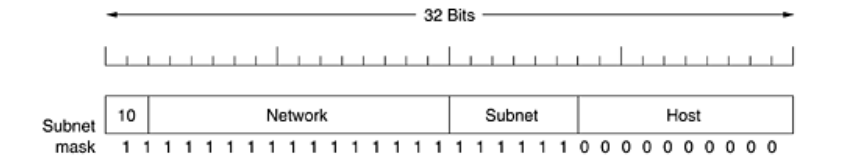 32 Bits
10 Network Subnet Host
Subnet
mask 1 1 1 1 1 1 1 1 1 1 1 1 1 1 1 1 1 1 1 1 1 1 0 0 0 0 0 0 0 0 0 0